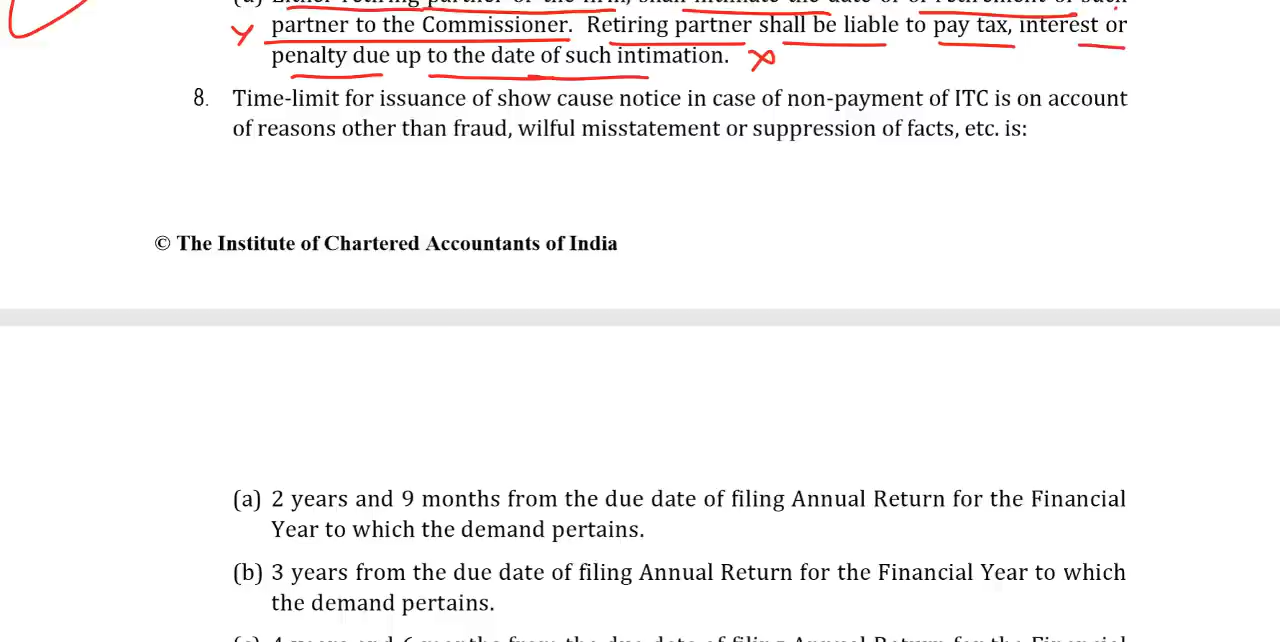 partner to the Commissioner. Retiring partner shall be liable to pay tax, interest or
penalty due up to the date of such intimation.
8. Time-limit for issuance of show cause notice in case of non-payment of ITC is on account
of reasons other than fraud, wilful misstatement or suppression of facts, etc. is:
© The Institute of Chartered Accountants of India
(a) 2 years and 9 months from the due date of filing Annual Return for the Financial
Year to which the demand pertains.
(b) 3 years from the due date of filing Annual Return for the Financial Year to which
the demand pertains.